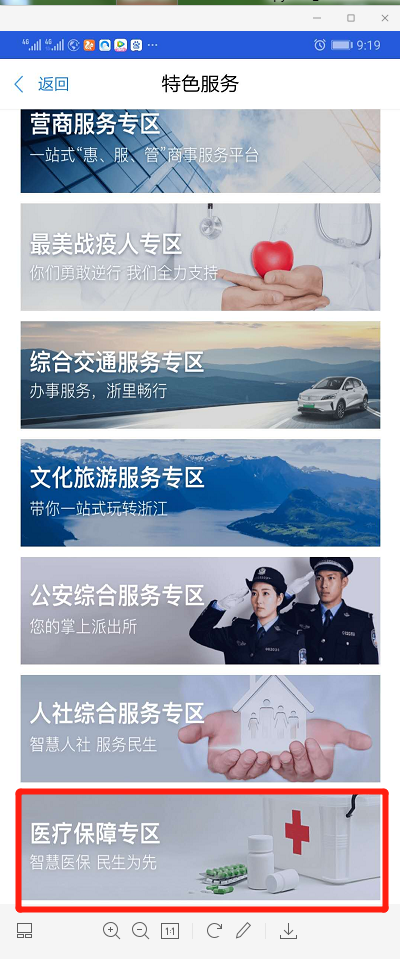 9:19
返回
特色服务
营商服务专区
一站式“惠、服、管”商事服务平台
最美战疫人专区
你们勇敢逆行 我们全力支持
综合交通服务专区
办事服务，浙里畅行
文化旅游服务专区
带你一站式玩转浙江
公安综合服务专区
您的掌上派出所
人社综合服务专区
智慧人社 服务民生
医疗保障专区
智慧医保 民生为先
1:1